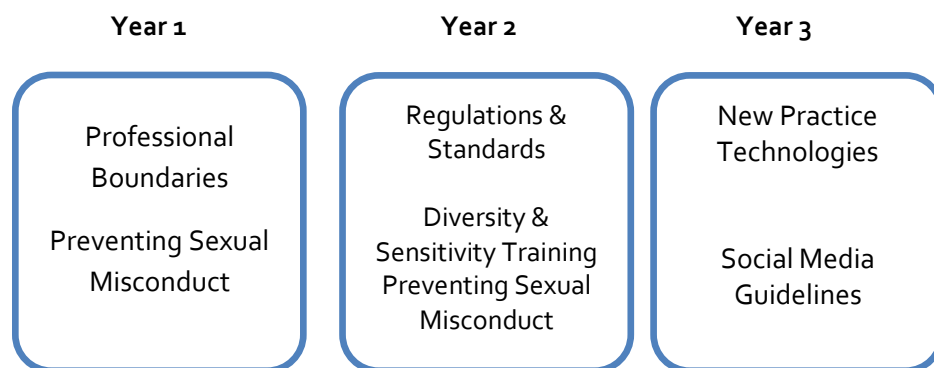 Year 1
Year 2
Year 3
Professional
Boundaries
Preventing Sexual
Misconduct
Regulations &
Standards
Diversity &
Sensitivity Training
Preventing Sexual
Misconduct
New Practice
Technologies
Social Media
Guidelines